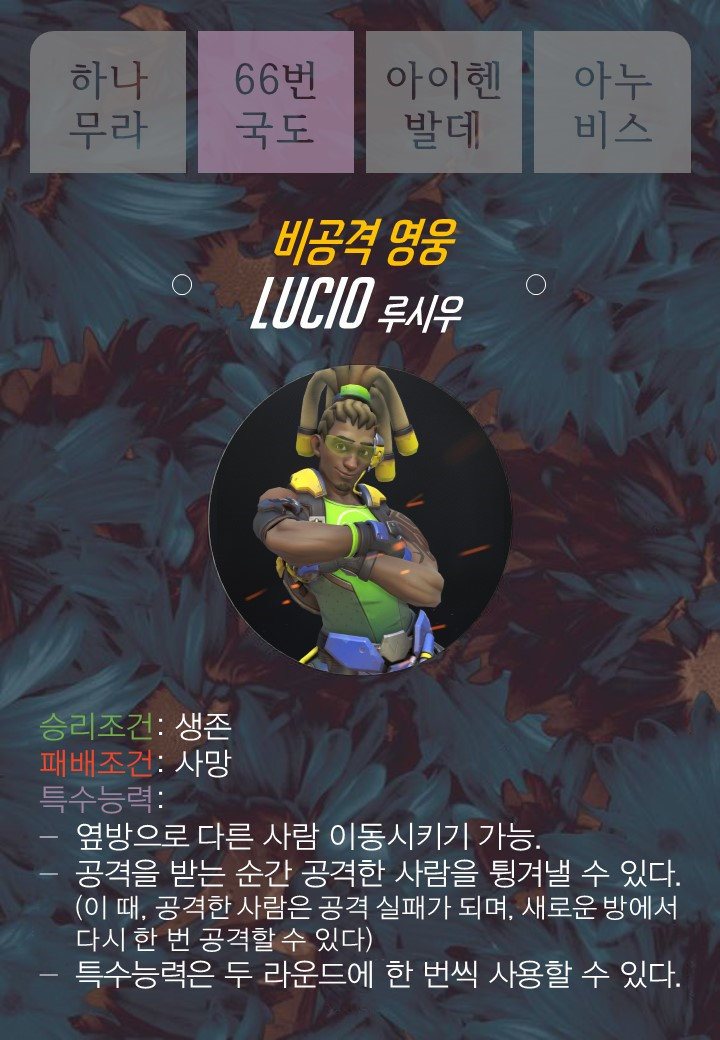 하나
무라
66번
국도
아이헨
발데
아누
비스
비공격 영웅
LUCIO 루시우
승리조건: 생존
패배조건: 사망
특수능력:
– 옆방으로 다른 사람 이동시키기 가능.
– 공격을 받는 순간 공격한 사람을 튕겨낼 수 있다.
(이 때, 공격한 사람은 공격 실패가 되며, 새로운 방에서
다시 한 번 공격할 수 있다)
– 특수능력은 두 라운드에 한 번씩 사용할 수 있다.